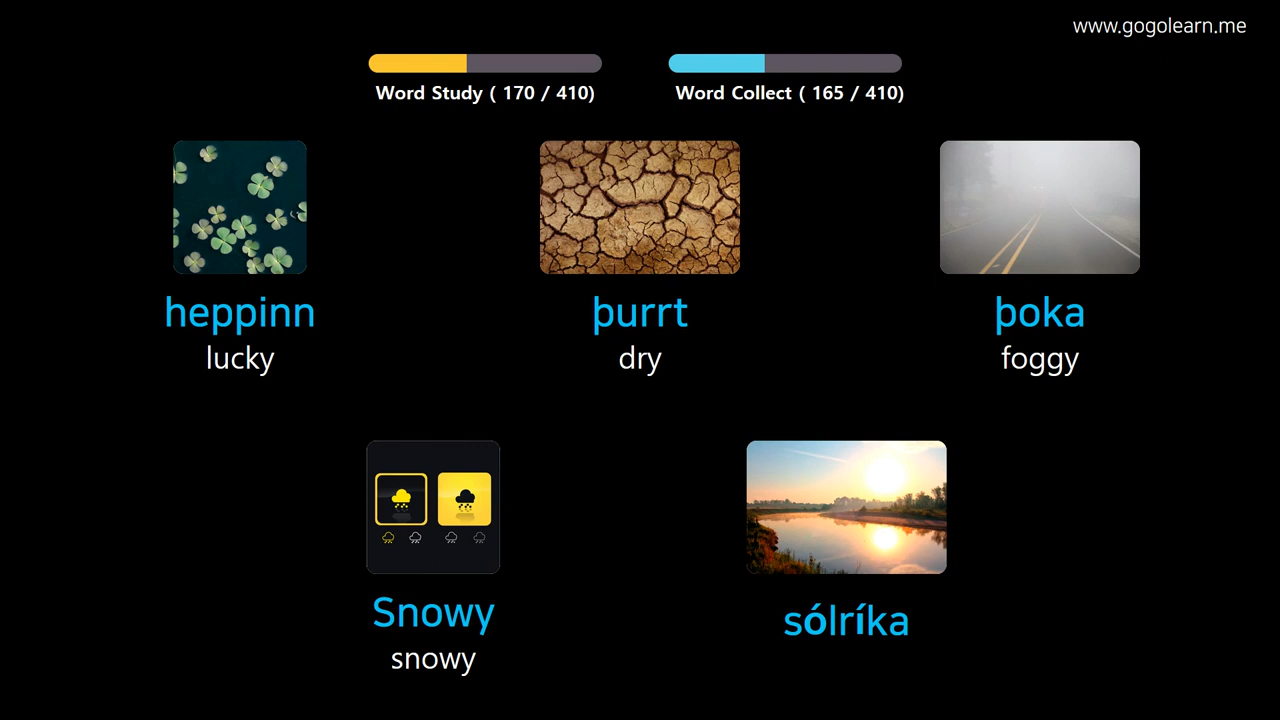 www.gogolearn.me
Word Study ( 170 / 410)
Word Collect ( 165 / 410)
heppinn
lucky
þurrt
dry
þoka
foggy
Snowy
snowy
sólríka